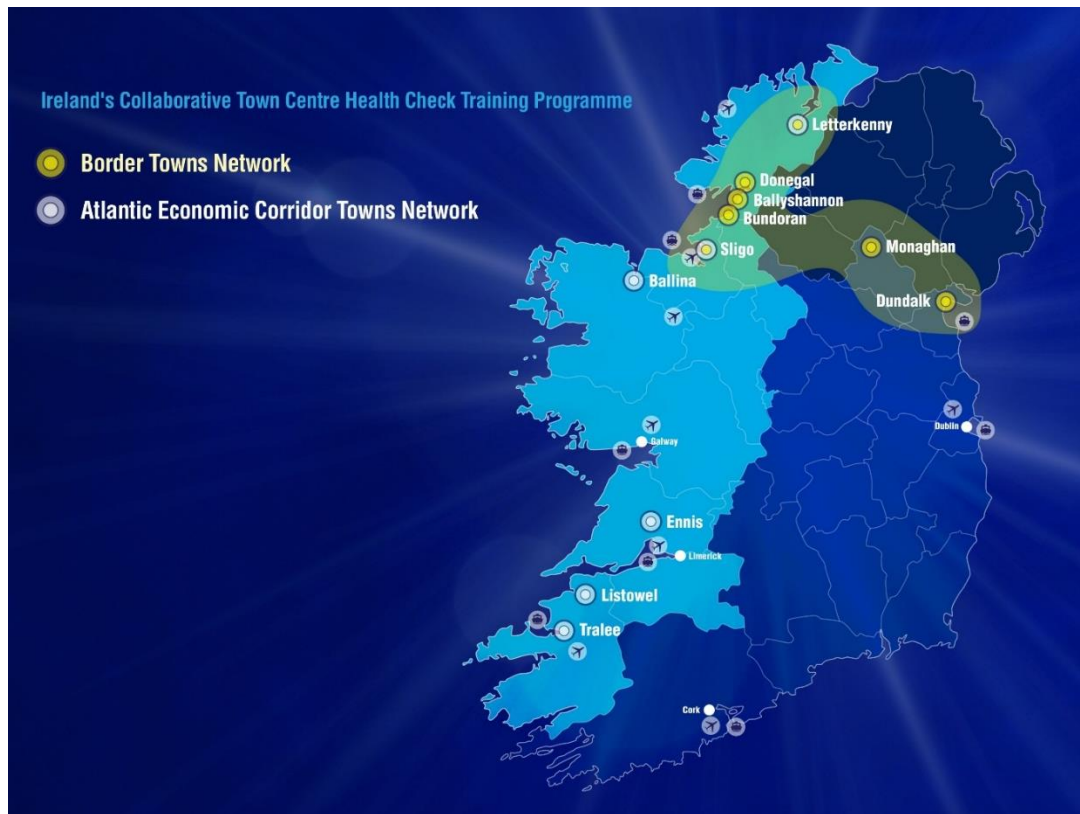 Ireland's Collaborative Town Centre Health Check Training Programme
Border Towns Network
Atlantic Economic Corridor Towns Network
Letterkenny
Donegal
Ballyshannon
Bundoran
Sligo
Monaghan
Ballina
Dundalk
Dublin
Galway
Ennis
Limerick
Listowel
Tralee
Cork